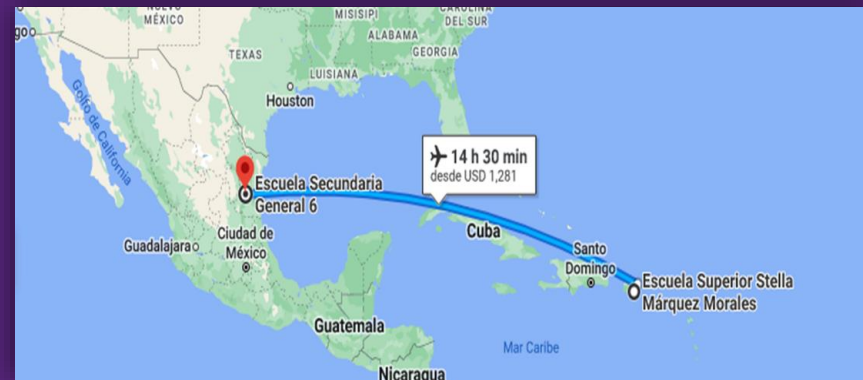 NUEVO
MÉXICO
MISISIPI
CAROLINA
DEL SUR
ALABAMA
TEXAS
GEORGIA
LUISIANA
Houston
Golfo de California
14 h 30 min
desde USD 1,281
Escuela Secundaria
General 6
Guadalajara
Ciudad de
México
Cuba
Santo
Domingo
Escuela Superior Stella
Márquez Morales
Guatemala
Mar Caribe
Nicaragua